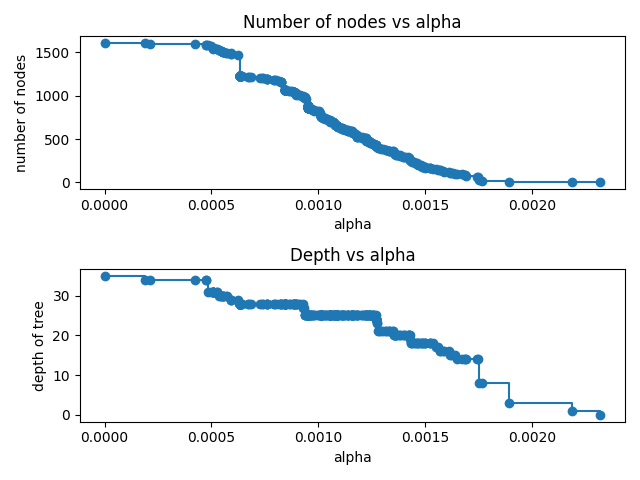 Number of nodes vs alpha
number of nodes
1500
1000
500
0
0.0000 0.0005 0.0010 0.0015 0.0020
alpha
Depth vs alpha
depth of tree
30
20
10
0
0.0000 0.0005 0.0010 0.0015 0.0020
alpha